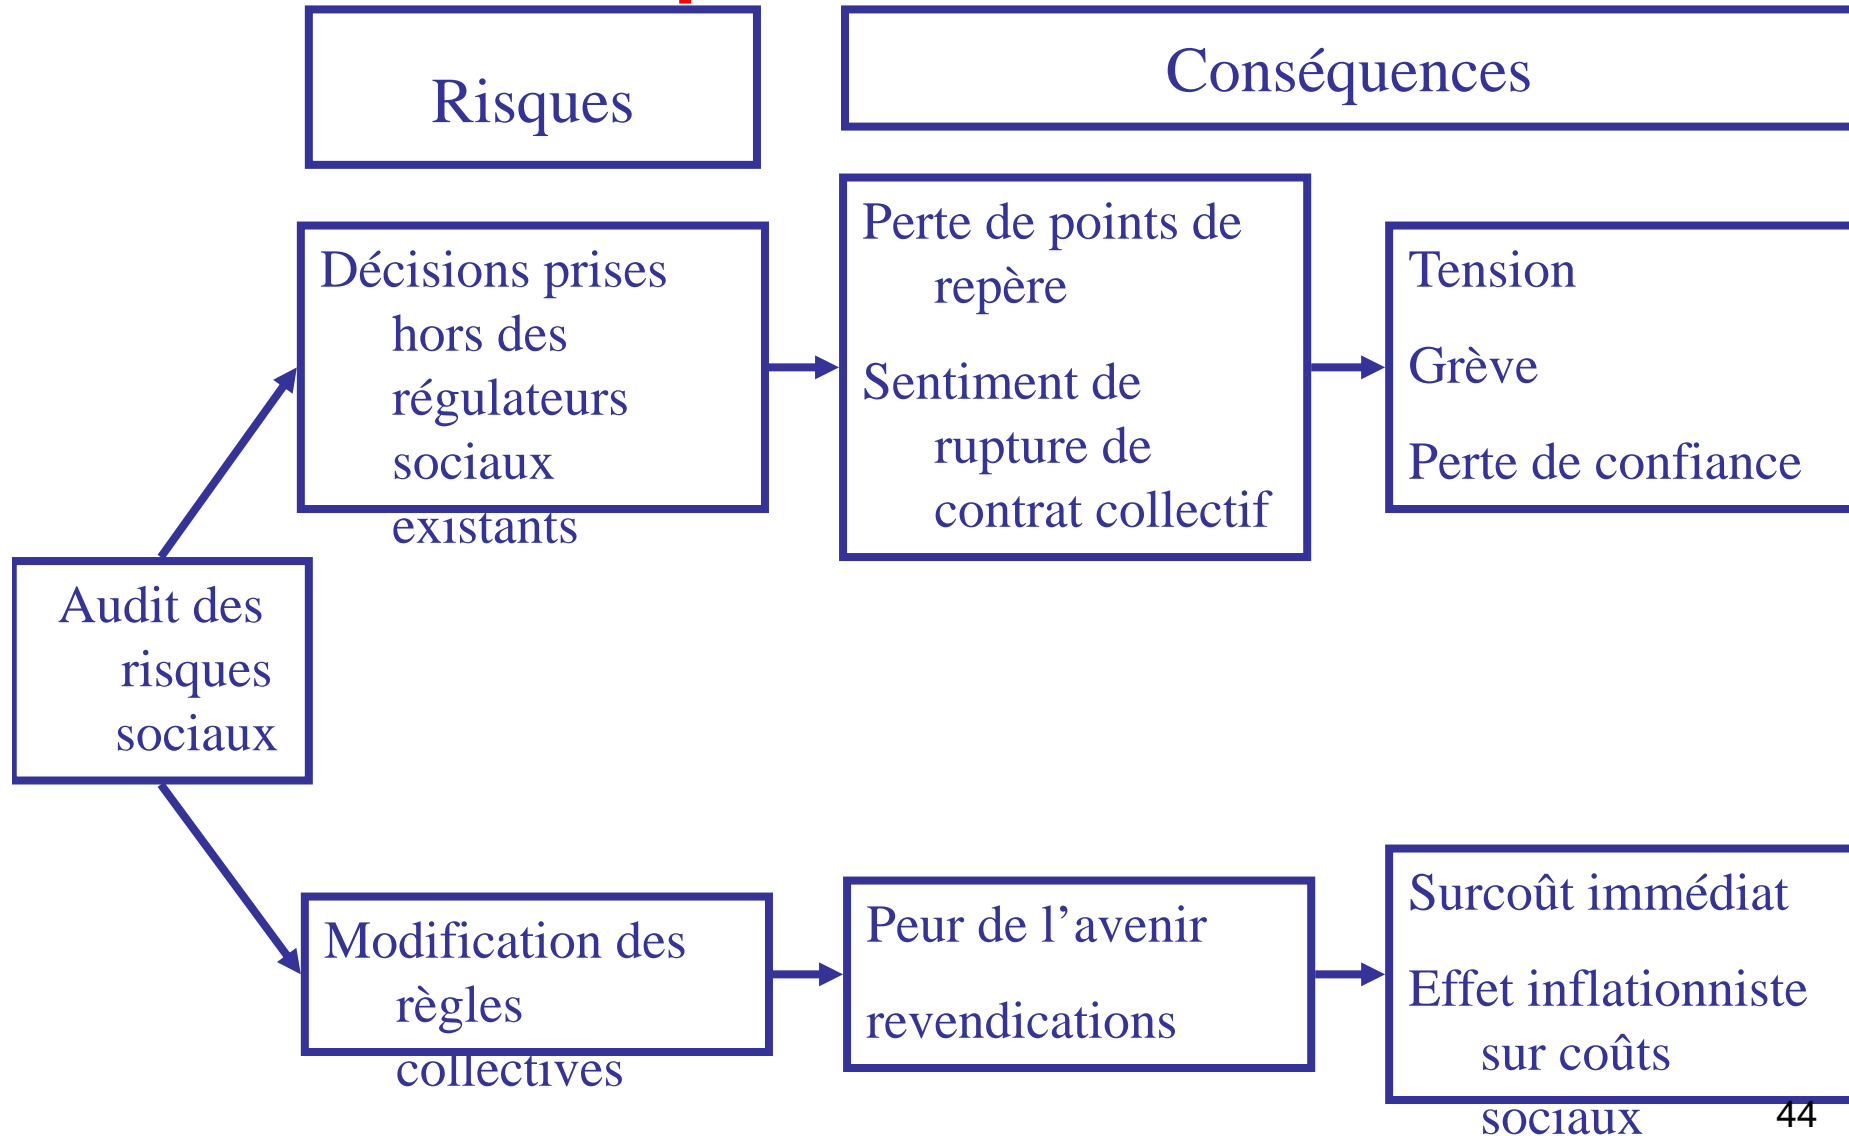 Risques
Conséquences
Décisions prises
hors des
régulateurs
sociaux
existants
Perte de points de
repère
Sentiment de
rupture de
contrat collectif
Tension
Grève
Perte de confiance
Audit des
risques
sociaux
Modification des
règles
collectives
Peur de l’avenir
revendications
Surcoût immédiat
Effet inflationniste
sur coûts
sociaux
44